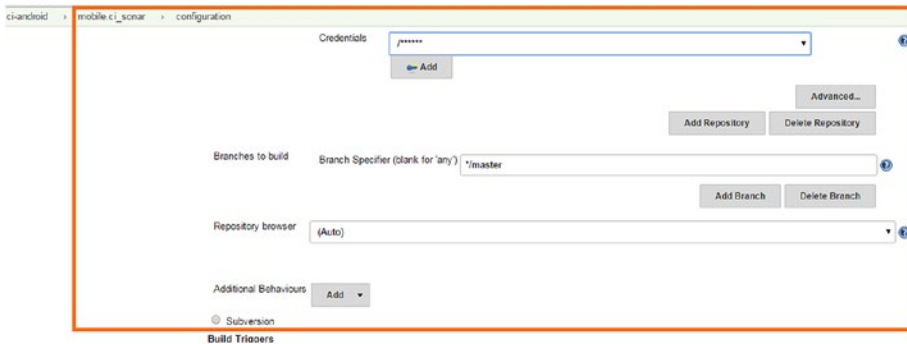 ci-android › mobile.ci_sonar › configuration
Credentials /******
Add
Advanced...
Add Repository Delete Repository
Branches to build Branch Specifier (blank for 'any') */master
Add Branch Delete Branch
Repository browser (Auto)
Additional Behaviours Add
Subversion
Build Triggers